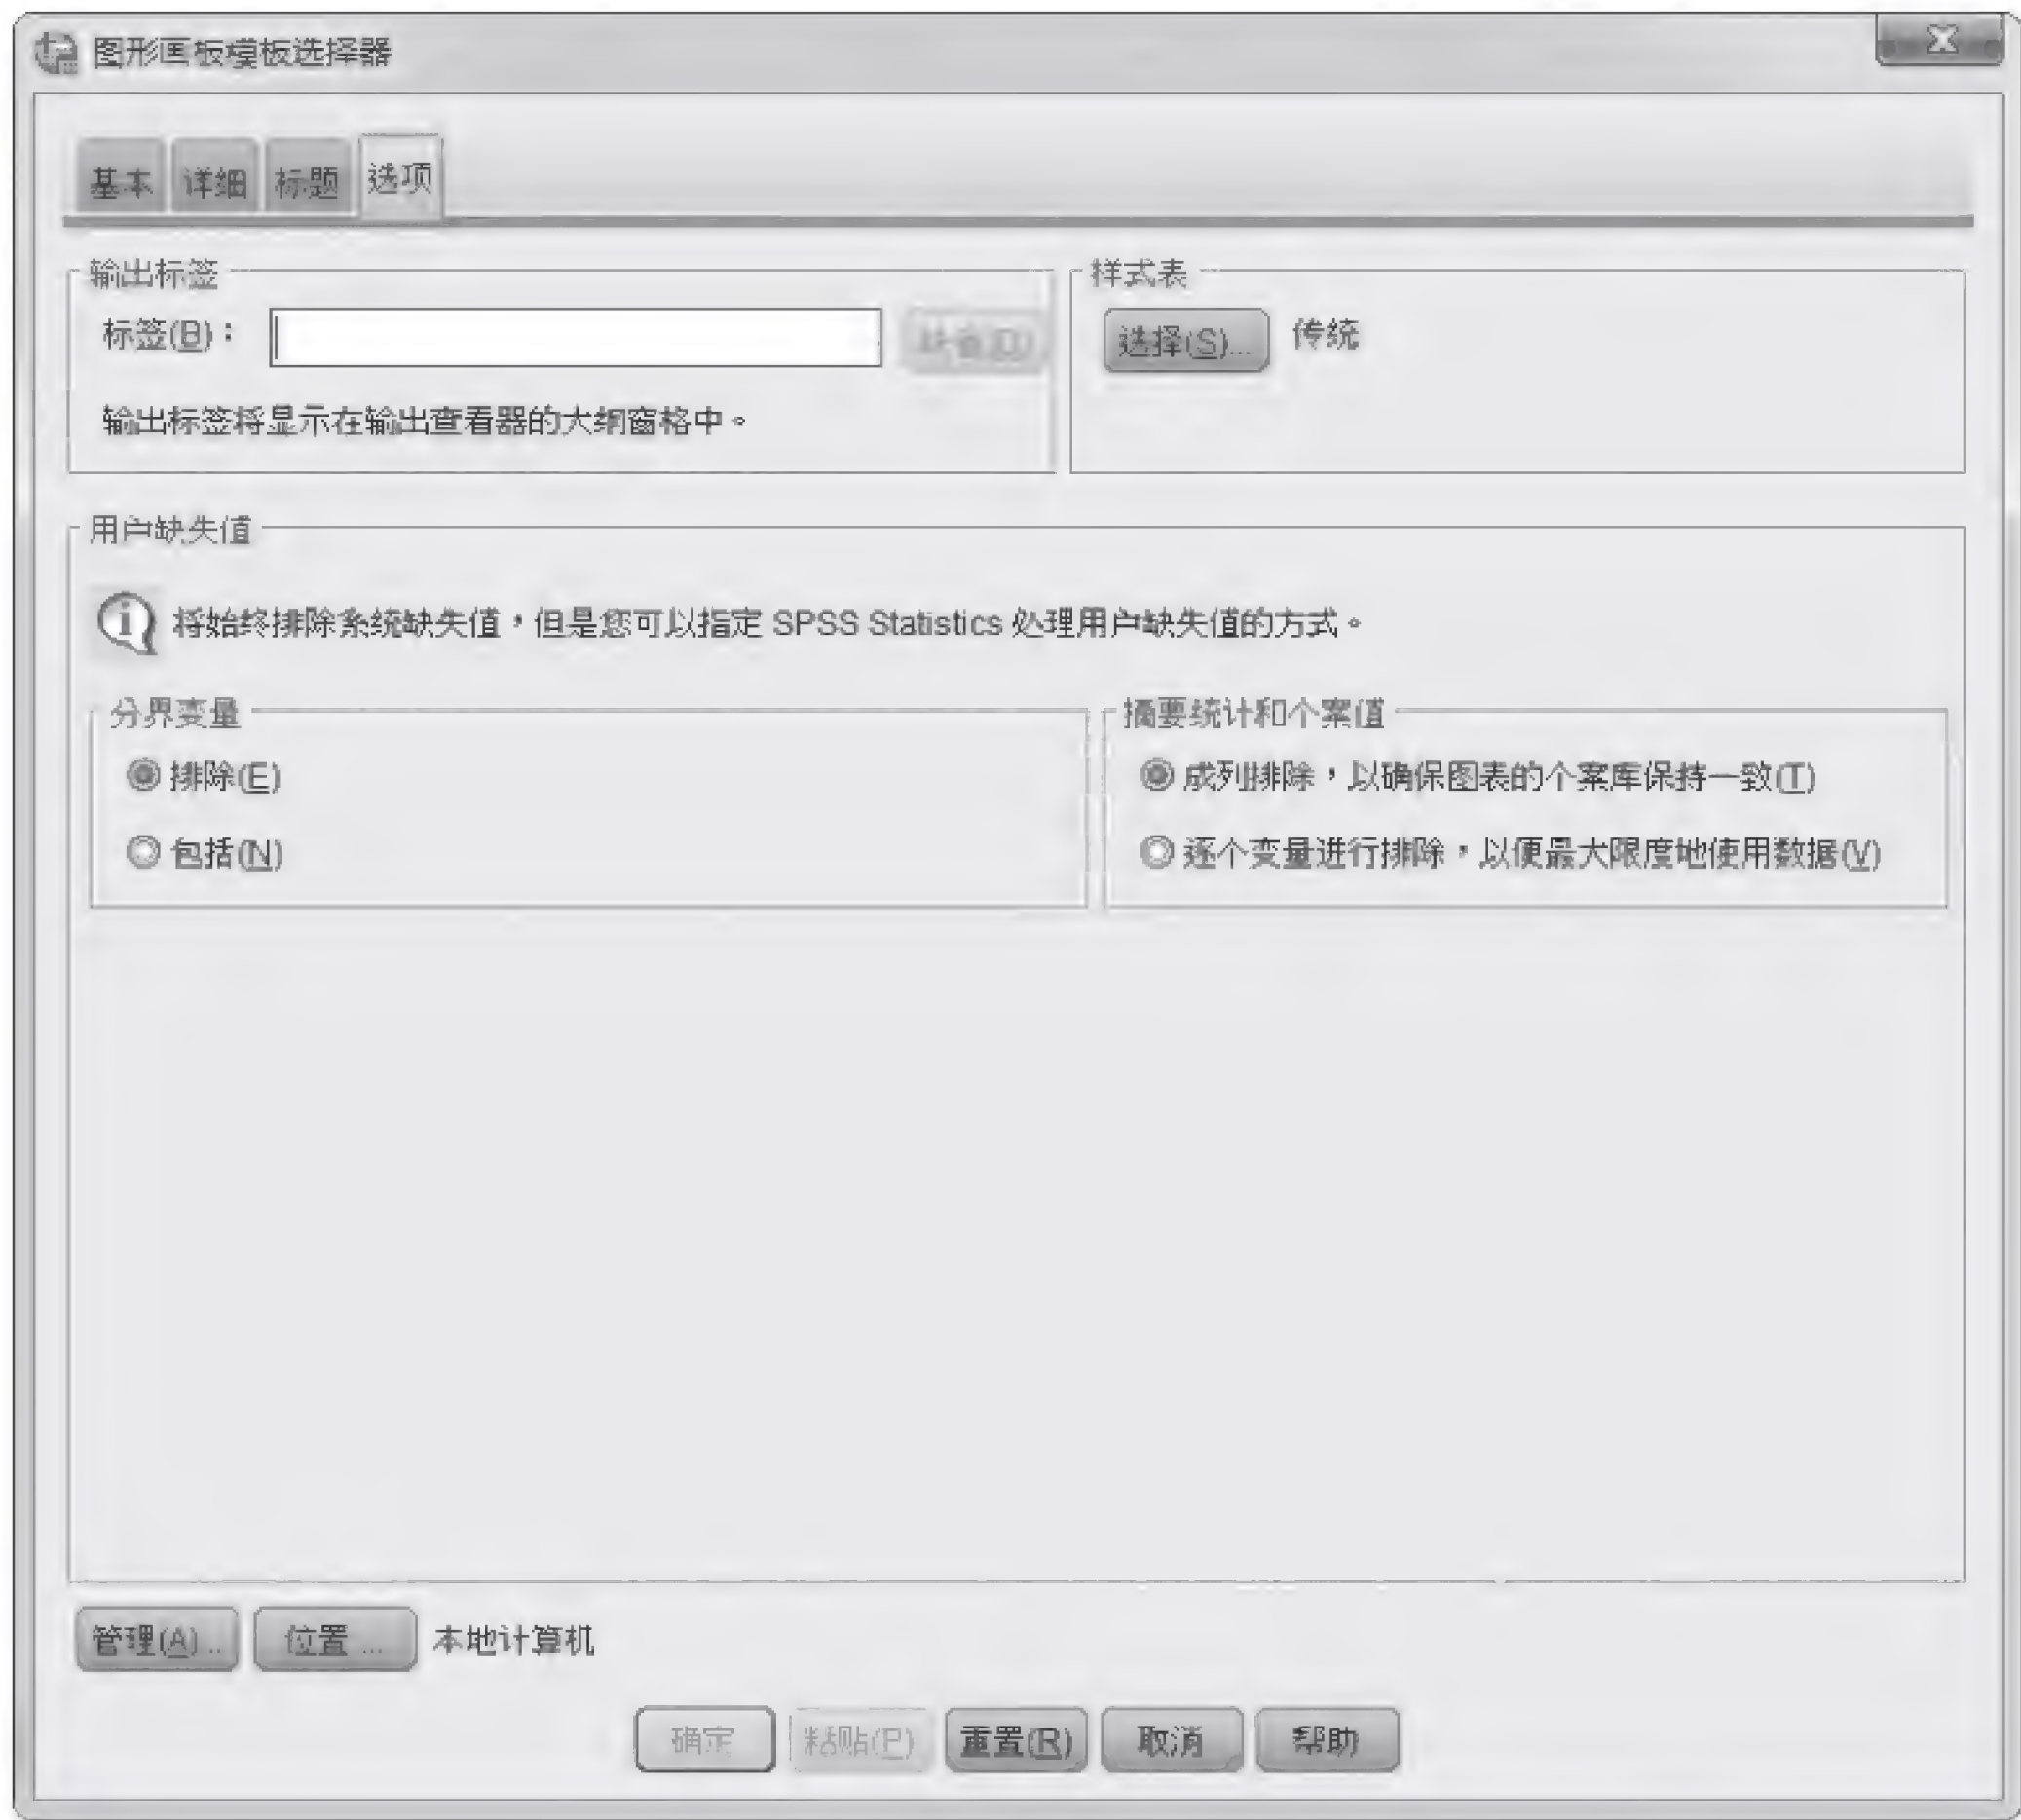 图形画板模板选择器
基本 详细 标题 选项
输出标签
标签(B)： 缺省(D)
输出标签将显示在输出查看器的大纲窗格中。
样式表
选择(S)... 传统
用户缺失值
将始终排除系统缺失值，但是您可以指定 SPSS Statistics 处理用户缺失值的方式。
分界变量
排除(E)
包括(N)
摘要统计和个案值
成列排除，以确保图表的个案库保持一致(T)
逐个变量进行排除，以便最大限度地使用数据(V)
管理(A)... 位置 ... 本地计算机
确定 粘贴(P) 重置(R) 取消 帮助